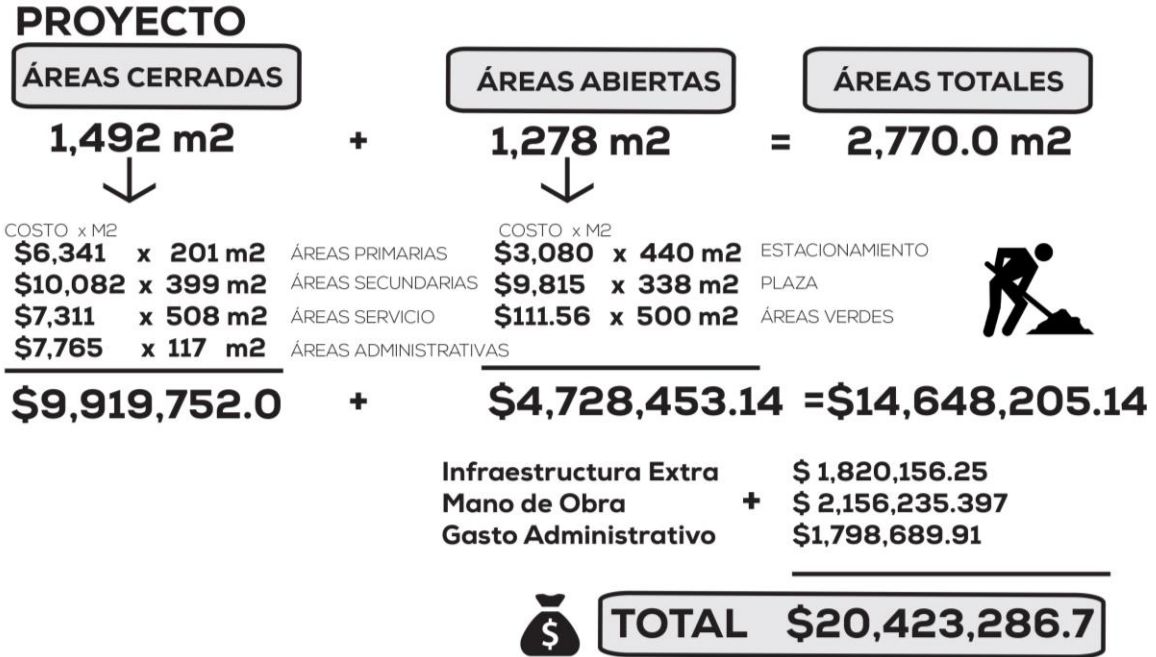 PROYECTO
ÁREAS CERRADAS ÁREAS ABIERTAS ÁREAS TOTALES
1,492 m2 + 1,278 m2 = 2,770.0 m2
COSTO x M2 COSTO x M2
$6,341 x 201 m2 ÁREAS PRIMARIAS $3,080 x 440 m2 ESTACIONAMIENTO
$10,082 x 399 m2 ÁREAS SECUNDARIAS $9,815 x 338 m2 PLAZA
$7,311 x 508 m2 ÁREAS SERVICIO $111.56 x 500 m2 ÁREAS VERDES
$7,765 x 117 m2 ÁREAS ADMINISTRATIVAS
$9,919,752.0 + $4,728,453.14 =$14,648,205.14
Infraestructura Extra $ 1,820,156.25
Mano de Obra + $ 2,156,235.397
Gasto Administrativo $1,798,689.91
$ TOTAL $20,423,286.7